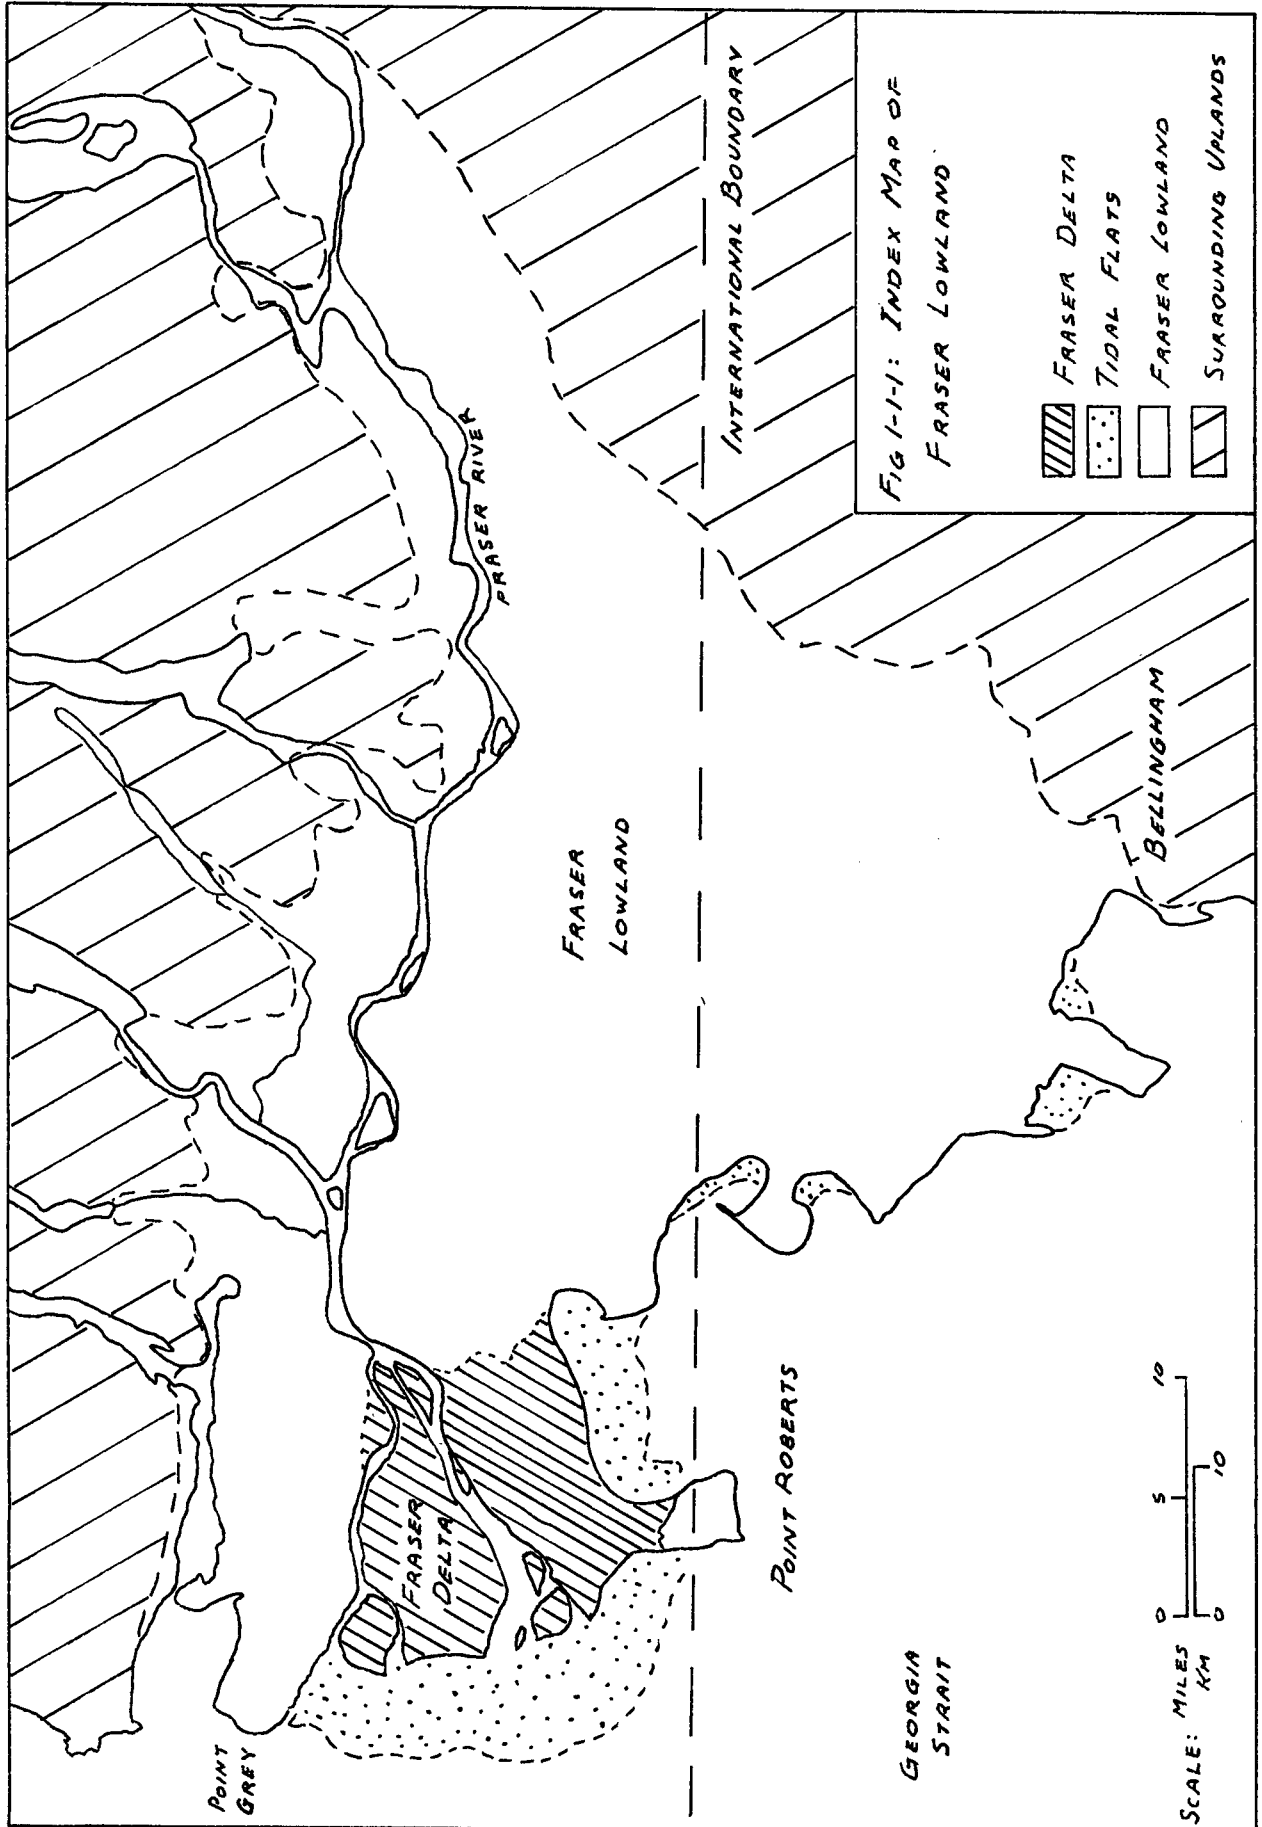 POINT
GREY
FRASER
DELTA
FRASER RIVER
FRASER
LOWLAND
INTERNATIONAL BOUNDARY
POINT ROBERTS
GEORGIA
STRAIT
BELLINGHAM
SCALE: MILES 0 5 10
KM 0 10
FIG 1-1-1: INDEX MAP OF
FRASER LOWLAND
FRASER DELTA
TIDAL FLATS
FRASER LOWLAND
SURROUNDING UPLANDS